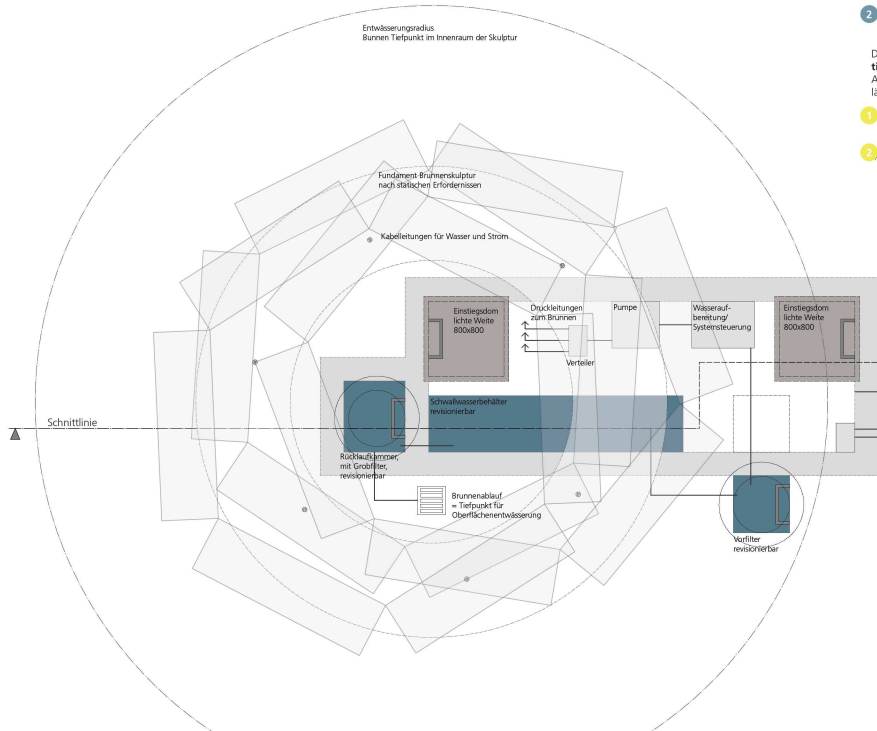 Entwässerungsradius
Bunnen Tiefpunkt im Innenraum der Skulptur
2
D
ti
A
lä
1
2
Fundament Brunnenskulptur
nach statischen Erfordernissen
Kabelleitungen für Wasser und Strom
Einstiegsdom
lichte Weite
800x800
Druckleitungen
zum Brunnen
Pumpe
Wasserauf-
bereitung/
Systemsteuerung
Einstiegsdom
lichte Weite
800x800
Verteiler
Schwallwasserbehälter
revisionierbar
Schnittlinie
Rücklaufkammer,
mit Grobfilter,
revisionierbar
Brunnenablauf
= Tiefpunkt für
Oberflächenentwässerung
Vorfilter
revisionierbar